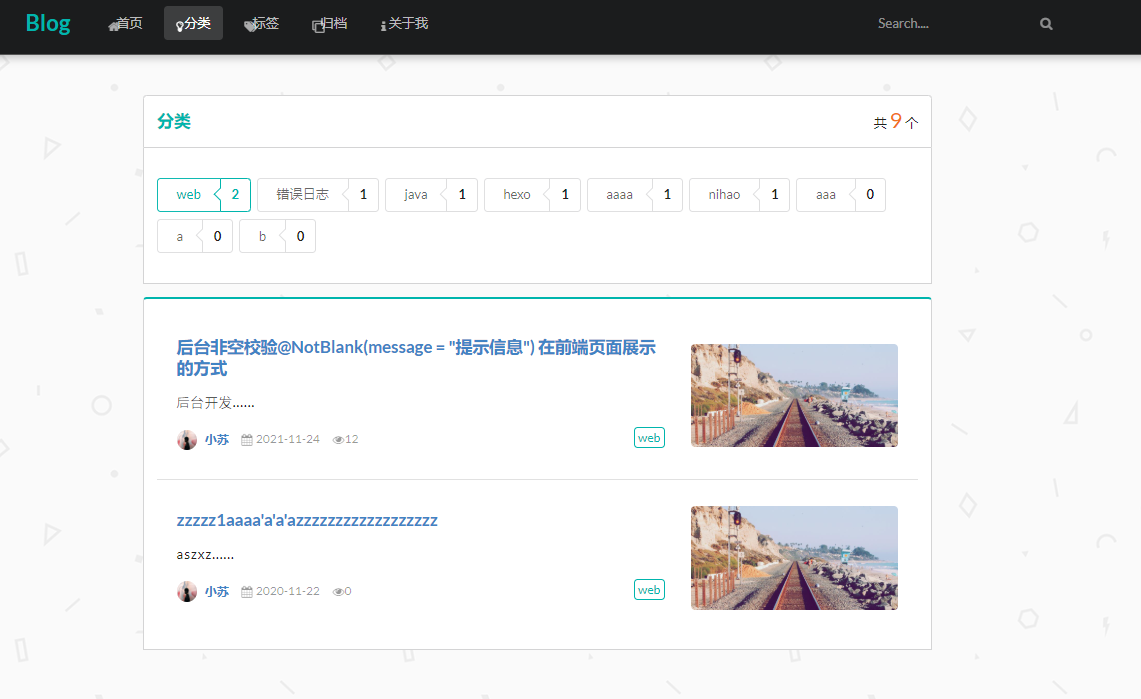 Blog 首页 分类 标签 归档 关于我 Search....
分类 共 9 个
web 2 错误日志 1 java 1 hexo 1 aaaa 1 nihao 1 aaa 0
a 0 b 0
后台非空校验@NotBlank(message = "提示信息") 在前端页面展示
的方式
后台开发......
小苏 2021-11-24 12 web
zzzzz1aaaa'a'a'azzzzzzzzzzzzzzzzzz
aszxz......
小苏 2020-11-22 0 web